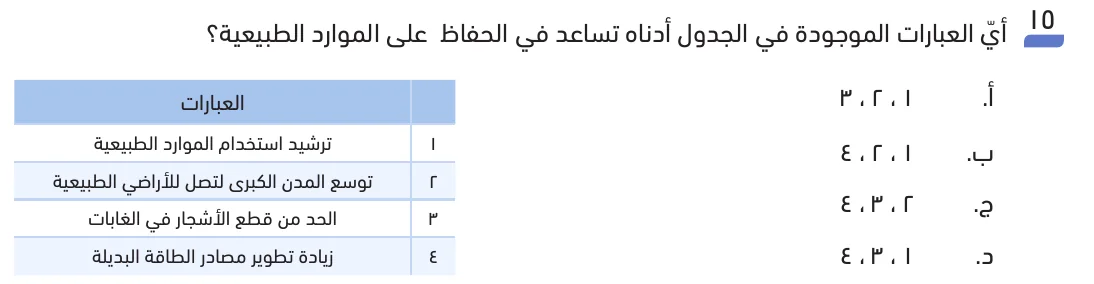 ١٥ أيّ العبارات الموجودة في الجدول أدناه تساعد في الحفاظ على الموارد الطبيعية؟
أ. ١ ، ٢ ، ٣
ب. ١ ، ٢ ، ٤
ج. ٢ ، ٣ ، ٤
د. ١ ، ٣ ، ٤
العبارات
١ ترشيد استخدام الموارد الطبيعية
٢ توسع المدن الكبرى لتصل للأراضي الطبيعية
٣ الحد من قطع الأشجار في الغابات
٤ زيادة تطوير مصادر الطاقة البديلة